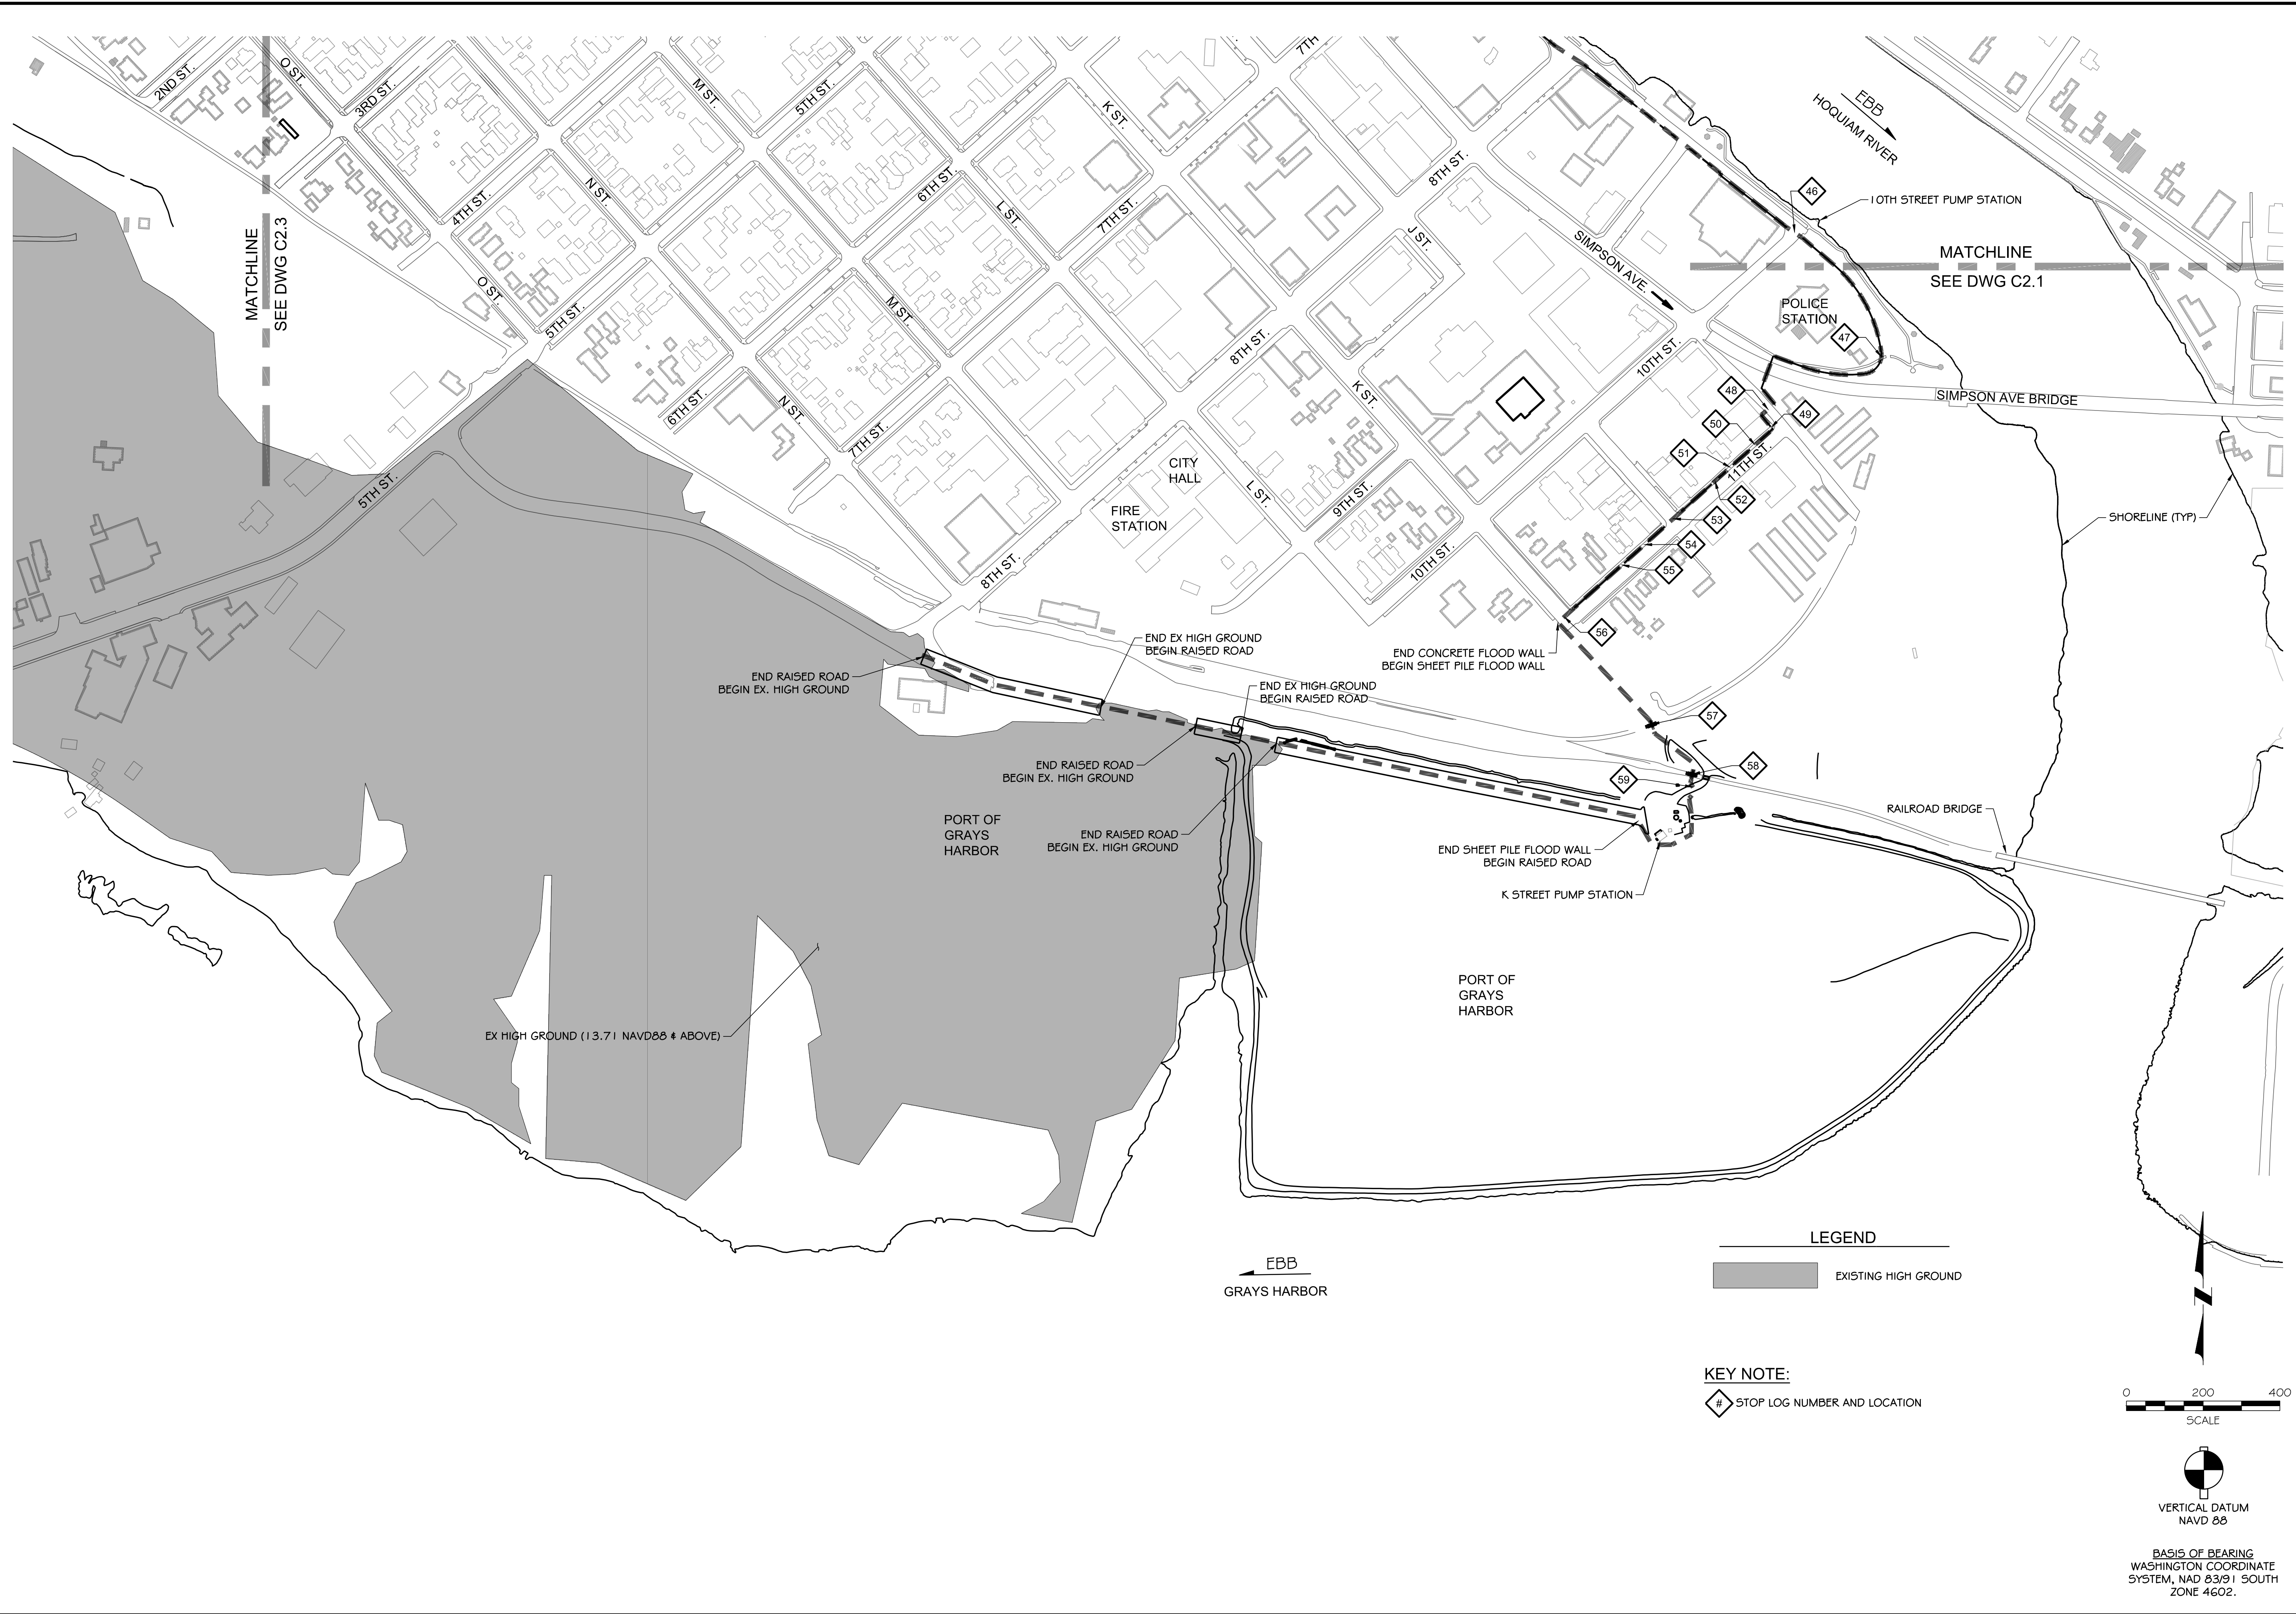 2ND ST.
O ST.
3RD ST.
M ST.
5TH ST.
K ST.
7TH
EBB
HOQUIAM RIVER
4TH ST.
N ST.
6TH ST.
L ST.
7TH ST.
8TH ST.
J ST.
SIMPSON AVE.
46
10TH STREET PUMP STATION
MATCHLINE
SEE DWG C2.3
MATCHLINE
SEE DWG C2.1
O ST.
5TH ST.
M ST.
8TH ST.
K ST.
10TH ST.
POLICE
STATION
47
SIMPSON AVE BRIDGE
6TH ST.
N ST.
7TH ST.
48
49
50
51
11TH ST.
52
53
54
55
56
5TH ST.
CITY
HALL
L ST.
9TH ST.
10TH ST.
FIRE
STATION
8TH ST.
SHORELINE (TYP)
END EX HIGH GROUND
BEGIN RAISED ROAD
END CONCRETE FLOOD WALL
BEGIN SHEET PILE FLOOD WALL
END RAISED ROAD
BEGIN EX. HIGH GROUND
END EX HIGH GROUND
BEGIN RAISED ROAD
57
58
59
END RAISED ROAD
BEGIN EX. HIGH GROUND
RAILROAD BRIDGE
PORT OF
GRAYS
HARBOR
END RAISED ROAD
BEGIN EX. HIGH GROUND
END SHEET PILE FLOOD WALL
BEGIN RAISED ROAD
K STREET PUMP STATION
PORT OF
GRAYS
HARBOR
EX HIGH GROUND (13.71 NAVD88 & ABOVE)
EBB
GRAYS HARBOR
LEGEND
EXISTING HIGH GROUND
N
KEY NOTE:
# STOP LOG NUMBER AND LOCATION
0 200 400
SCALE
VERTICAL DATUM
NAVD 88
BASIS OF BEARING
WASHINGTON COORDINATE
SYSTEM, NAD 83/91 SOUTH
ZONE 4602.